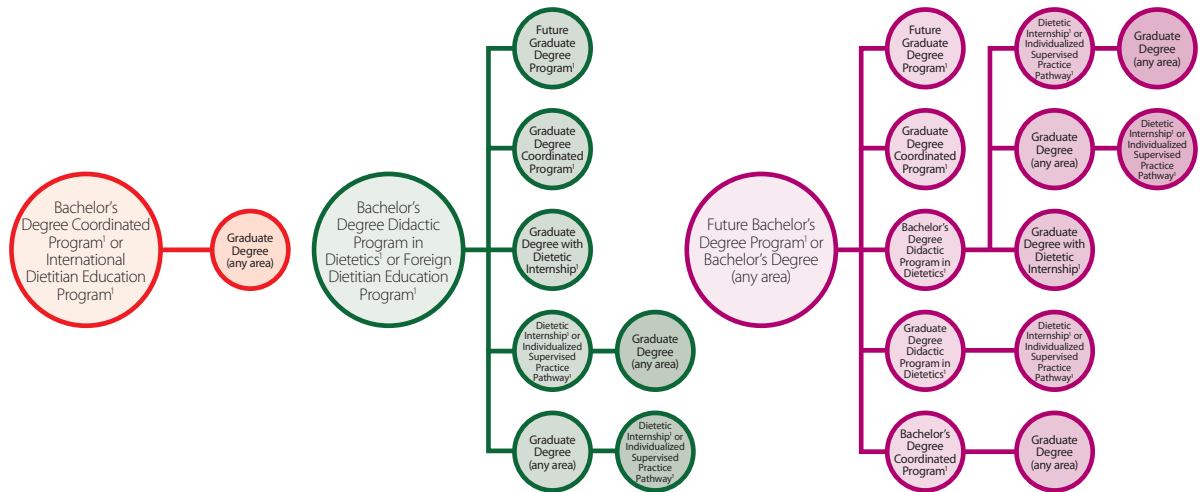 Bachelor's
Degree Coordinated
Program¹ or
International
Dietitian Education
Program¹
Graduate
Degree
(any area)
Bachelor's
Degree Didactic
Program in
Dietetics¹ or Foreign
Dietitian Education
Program¹
Future
Graduate
Degree
Program¹
Graduate
Degree
Coordinated
Program¹
Graduate
Degree with
Dietetic
Internship¹
Dietetic
Internship¹ or
Individualized
Supervised
Practice
Pathway¹
Graduate
Degree
(any area)
Graduate
Degree
(any area)
Dietetic
Internship¹ or
Individualized
Supervised
Practice
Pathway¹
Future Bachelor's
Degree Program¹ or
Bachelor's Degree
(any area)
Future
Graduate
Degree
Program¹
Graduate
Degree
Coordinated
Program¹
Bachelor's
Degree
Didactic
Program in
Dietetics¹
Dietetic
Internship¹ or
Individualized
Supervised
Practice
Pathway¹
Graduate
Degree
(any area)
Graduate
Degree
(any area)
Dietetic
Internship¹ or
Individualized
Supervised
Practice
Pathway¹
Graduate
Degree with
Dietetic
Internship¹
Graduate
Degree
Didactic
Program in
Dietetics¹
Dietetic
Internship¹ or
Individualized
Supervised
Practice
Pathway¹
Bachelor's
Degree
Coordinated
Program¹
Graduate
Degree
(any area)